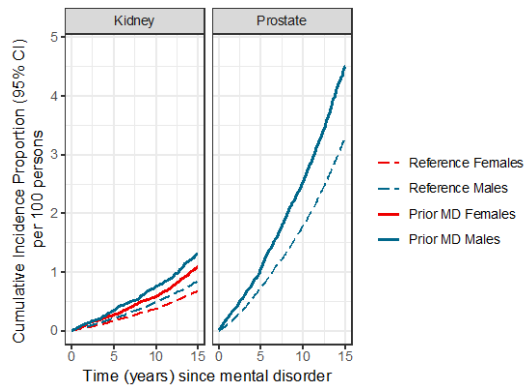 Kidney
Prostate
Cumulative Incidence Proportion (95% CI)
per 100 persons
5
4
3
2
1
0
0 5 10 15
0 5 10 15
Time (years) since mental disorder
Reference Females
Reference Males
Prior MD Females
Prior MD Males